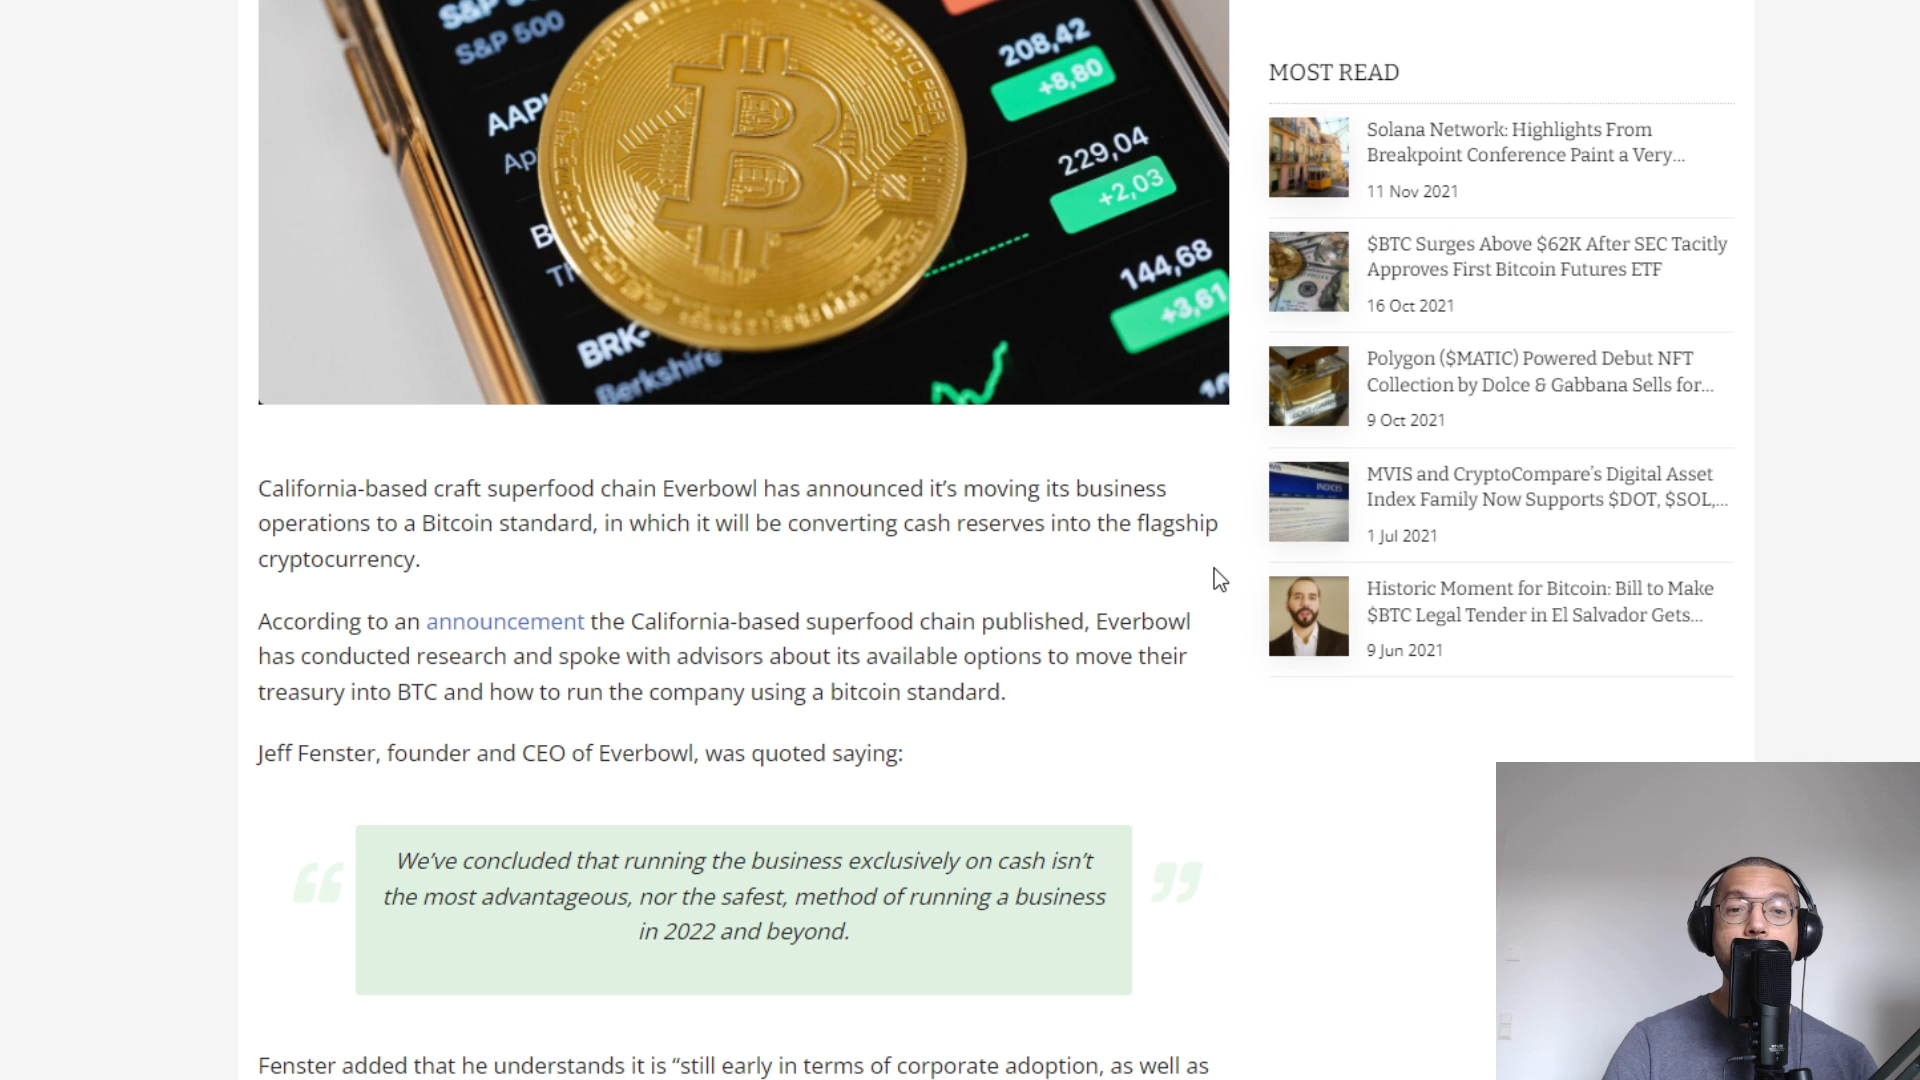 S&P 500
208,42
+8,80
AAPL
229,04
+2,03
144,68
+3,61
BRK-
Berkshire
MOST READ
Solana Network: Highlights From
Breakpoint Conference Paint a Very...
11 Nov 2021
$BTC Surges Above $62K After SEC Tacitly
Approves First Bitcoin Futures ETF
16 Oct 2021
Polygon ($MATIC) Powered Debut NFT
Collection by Dolce & Gabbana Sells for...
9 Oct 2021
MVIS and CryptoCompare’s Digital Asset
Index Family Now Supports $DOT, $SOL,...
1 Jul 2021
Historic Moment for Bitcoin: Bill to Make
$BTC Legal Tender in El Salvador Gets...
9 Jun 2021
California-based craft superfood chain Everbowl has announced it’s moving its business
operations to a Bitcoin standard, in which it will be converting cash reserves into the flagship
cryptocurrency.
According to an announcement the California-based superfood chain published, Everbowl
has conducted research and spoke with advisors about its available options to move their
treasury into BTC and how to run the company using a bitcoin standard.
Jeff Fenster, founder and CEO of Everbowl, was quoted saying:
“ We’ve concluded that running the business exclusively on cash isn’t
the most advantageous, nor the safest, method of running a business
in 2022 and beyond. ”
Fenster added that he understands it is “still early in terms of corporate adoption, as well as